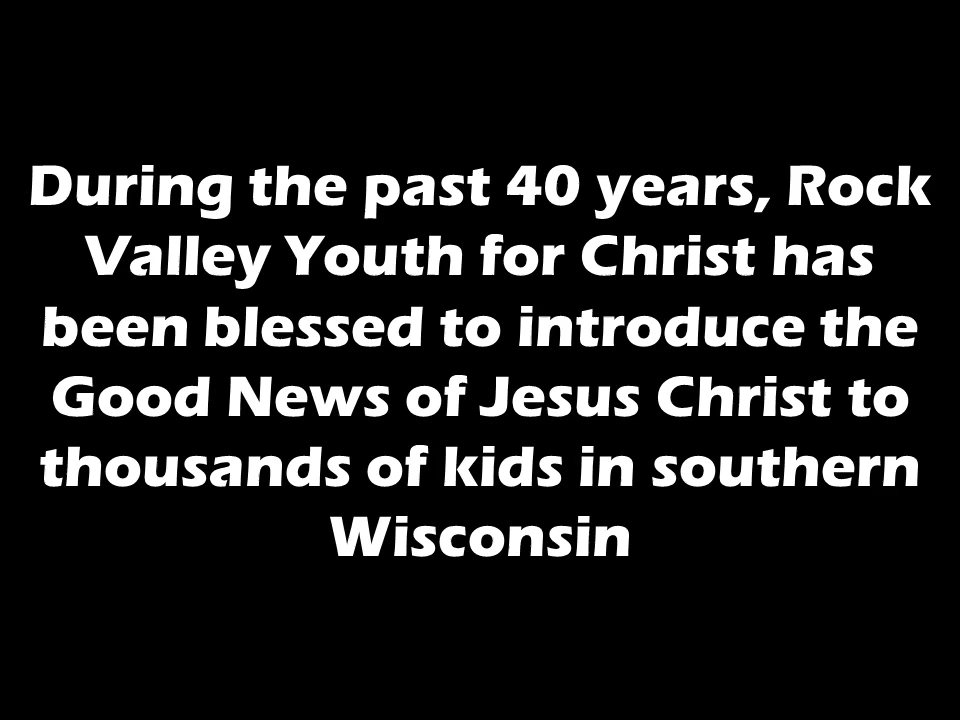 During the past 40 years, Rock
Valley Youth for Christ has
been blessed to introduce the
Good News of Jesus Christ to
thousands of kids in southern
Wisconsin